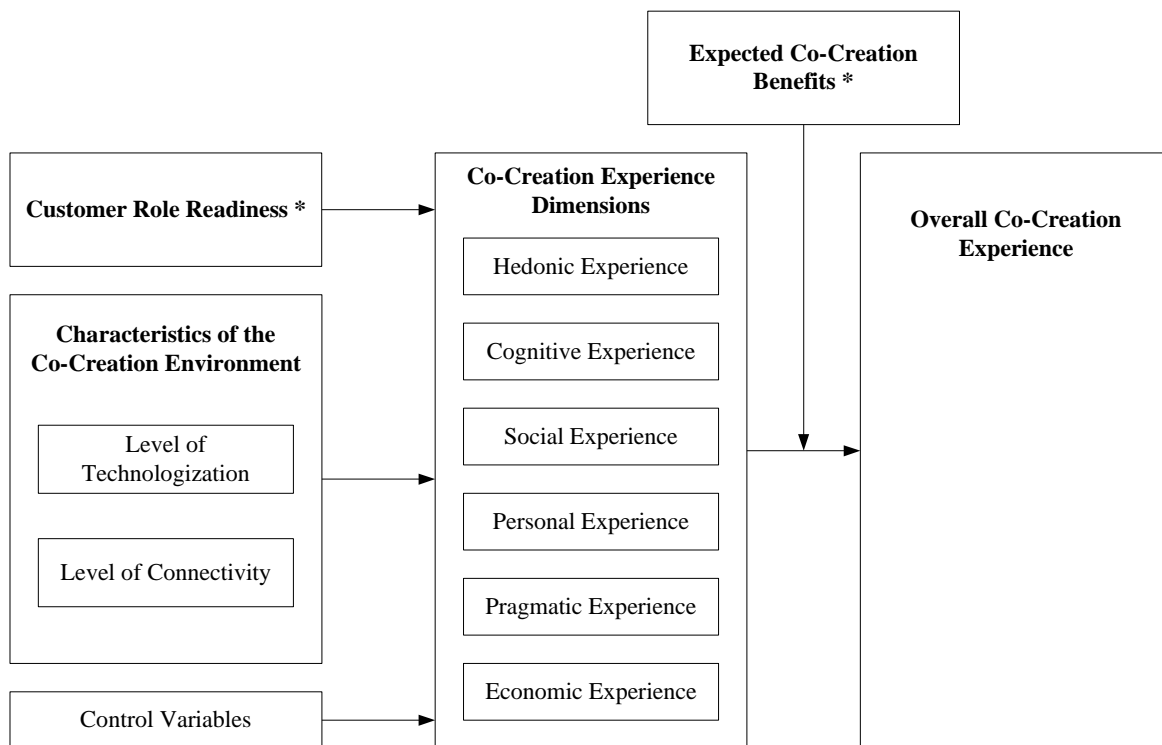 Expected Co-Creation
Benefits *
Customer Role Readiness *
Characteristics of the
Co-Creation Environment
Level of
Technologization
Level of Connectivity
Control Variables
Co-Creation Experience
Dimensions
Hedonic Experience
Cognitive Experience
Social Experience
Personal Experience
Pragmatic Experience
Economic Experience
Overall Co-Creation
Experience